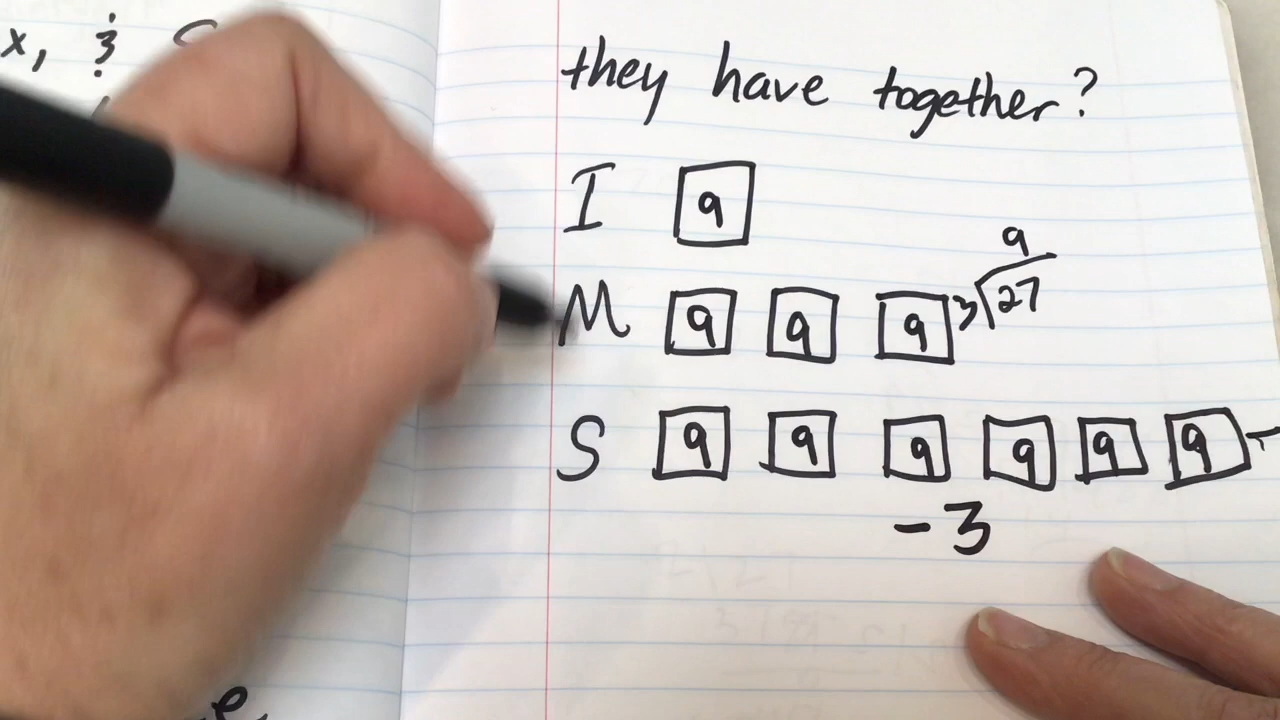 x, &
they have together?
I 9
9
M 9 9 9 3 27
S 9 9 9 9 9 9 -
- 3